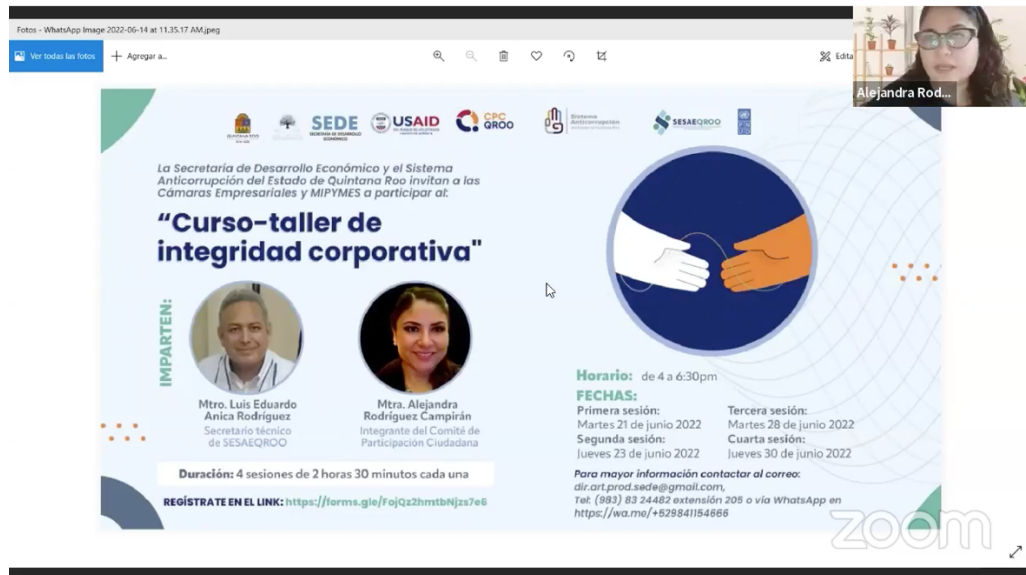 Fotos - WhatsApp Image 2022-06-14 at 11.35.17 AM.jpeg
Ver todas las fotos
Agregar a...
Edita
Alejandra Rod...
QUINTANA ROO
SEDE
SECRETARÍA DE DESARROLLO
ECONÓMICO
USAID
CPC
QROO
Sistema
Anticorrupción
SESAEQROO
La Secretaría de Desarrollo Económico y el Sistema
Anticorrupción del Estado de Quintana Roo invitan a las
Cámaras Empresariales y MIPYMES a participar al:
“Curso-taller de
integridad corporativa"
IMPARTEN:
Mtro. Luis Eduardo
Anica Rodríguez
Secretario técnico
de SESAEQROO
Mtra. Alejandra
Rodríguez Campirán
Integrante del Comité de
Participación Ciudadana
Duración: 4 sesiones de 2 horas 30 minutos cada una
REGÍSTRATE EN EL LINK: https://forms.gle/FojQz2hmtbNjzs7e6
Horario: de 4 a 6:30pm
FECHAS:
Primera sesión:
Martes 21 de junio 2022
Segunda sesión:
Jueves 23 de junio 2022
Tercera sesión:
Martes 28 de junio 2022
Cuarta sesión:
Jueves 30 de junio 2022
Para mayor información contactar al correo:
dir.art.prod.sede@gmail.com,
Tel: (983) 83 24482 extensión 205 o vía WhatsApp en
https://wa.me/+529841154666
zoom